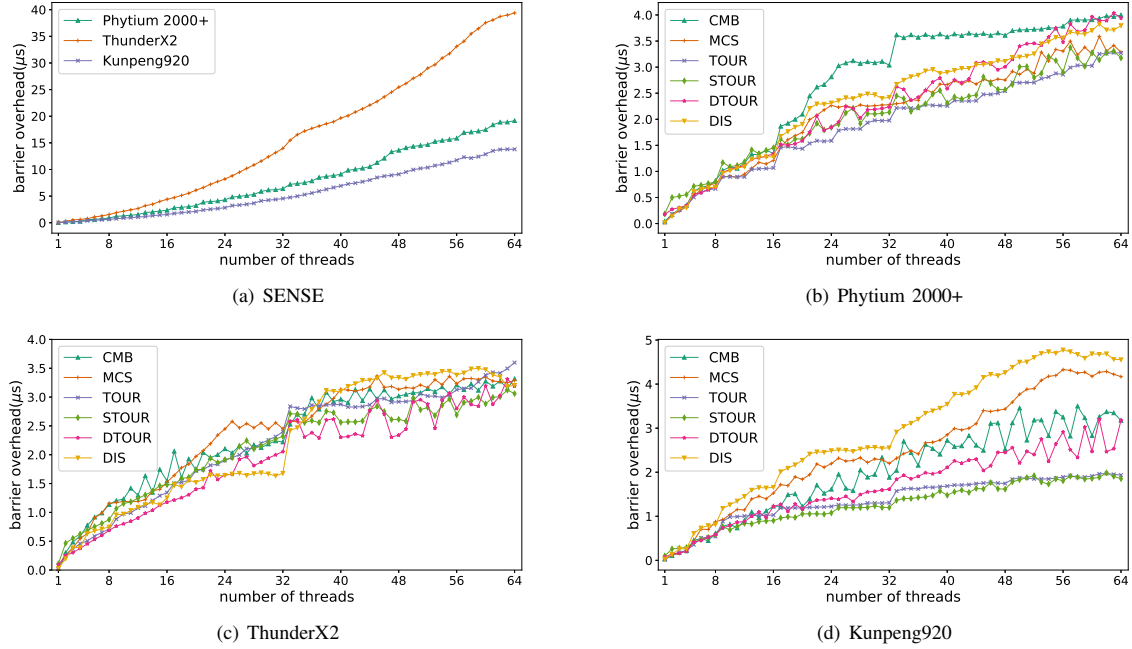 40
35
30
25
20
15
10
5
0
barrier overhead(μs)
Phytium 2000+
ThunderX2
Kunpeng920
1 8 16 24 32 40 48 56 64
number of threads
(a) SENSE
4.0
3.5
3.0
2.5
2.0
1.5
1.0
0.5
0.0
barrier overhead(μs)
CMB
MCS
TOUR
STOUR
DTOUR
DIS
1 8 16 24 32 40 48 56 64
number of threads
(b) Phytium 2000+
4.0
3.5
3.0
2.5
2.0
1.5
1.0
0.5
0.0
barrier overhead(μs)
CMB
MCS
TOUR
STOUR
DTOUR
DIS
1 8 16 24 32 40 48 56 64
number of threads
(c) ThunderX2
5
4
3
2
1
0
barrier overhead(μs)
CMB
MCS
TOUR
STOUR
DTOUR
DIS
1 8 16 24 32 40 48 56 64
number of threads
(d) Kunpeng920